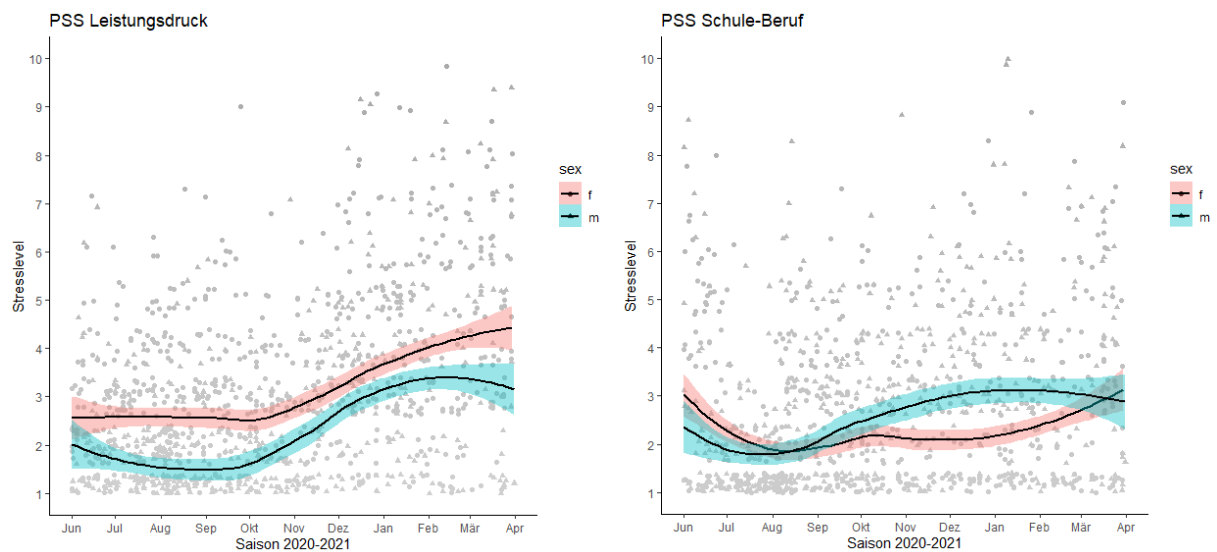 PSS Leistungsdruck
10
9
8
7
6
5
4
3
2
1
Stresslevel
Jun Jul Aug Sep Okt Nov Dez Jan Feb Mär Apr
Saison 2020-2021
sex
f
m
PSS Schule-Beruf
10
9
8
7
6
5
4
3
2
1
Stresslevel
Jun Jul Aug Sep Okt Nov Dez Jan Feb Mär Apr
Saison 2020-2021
sex
f
m